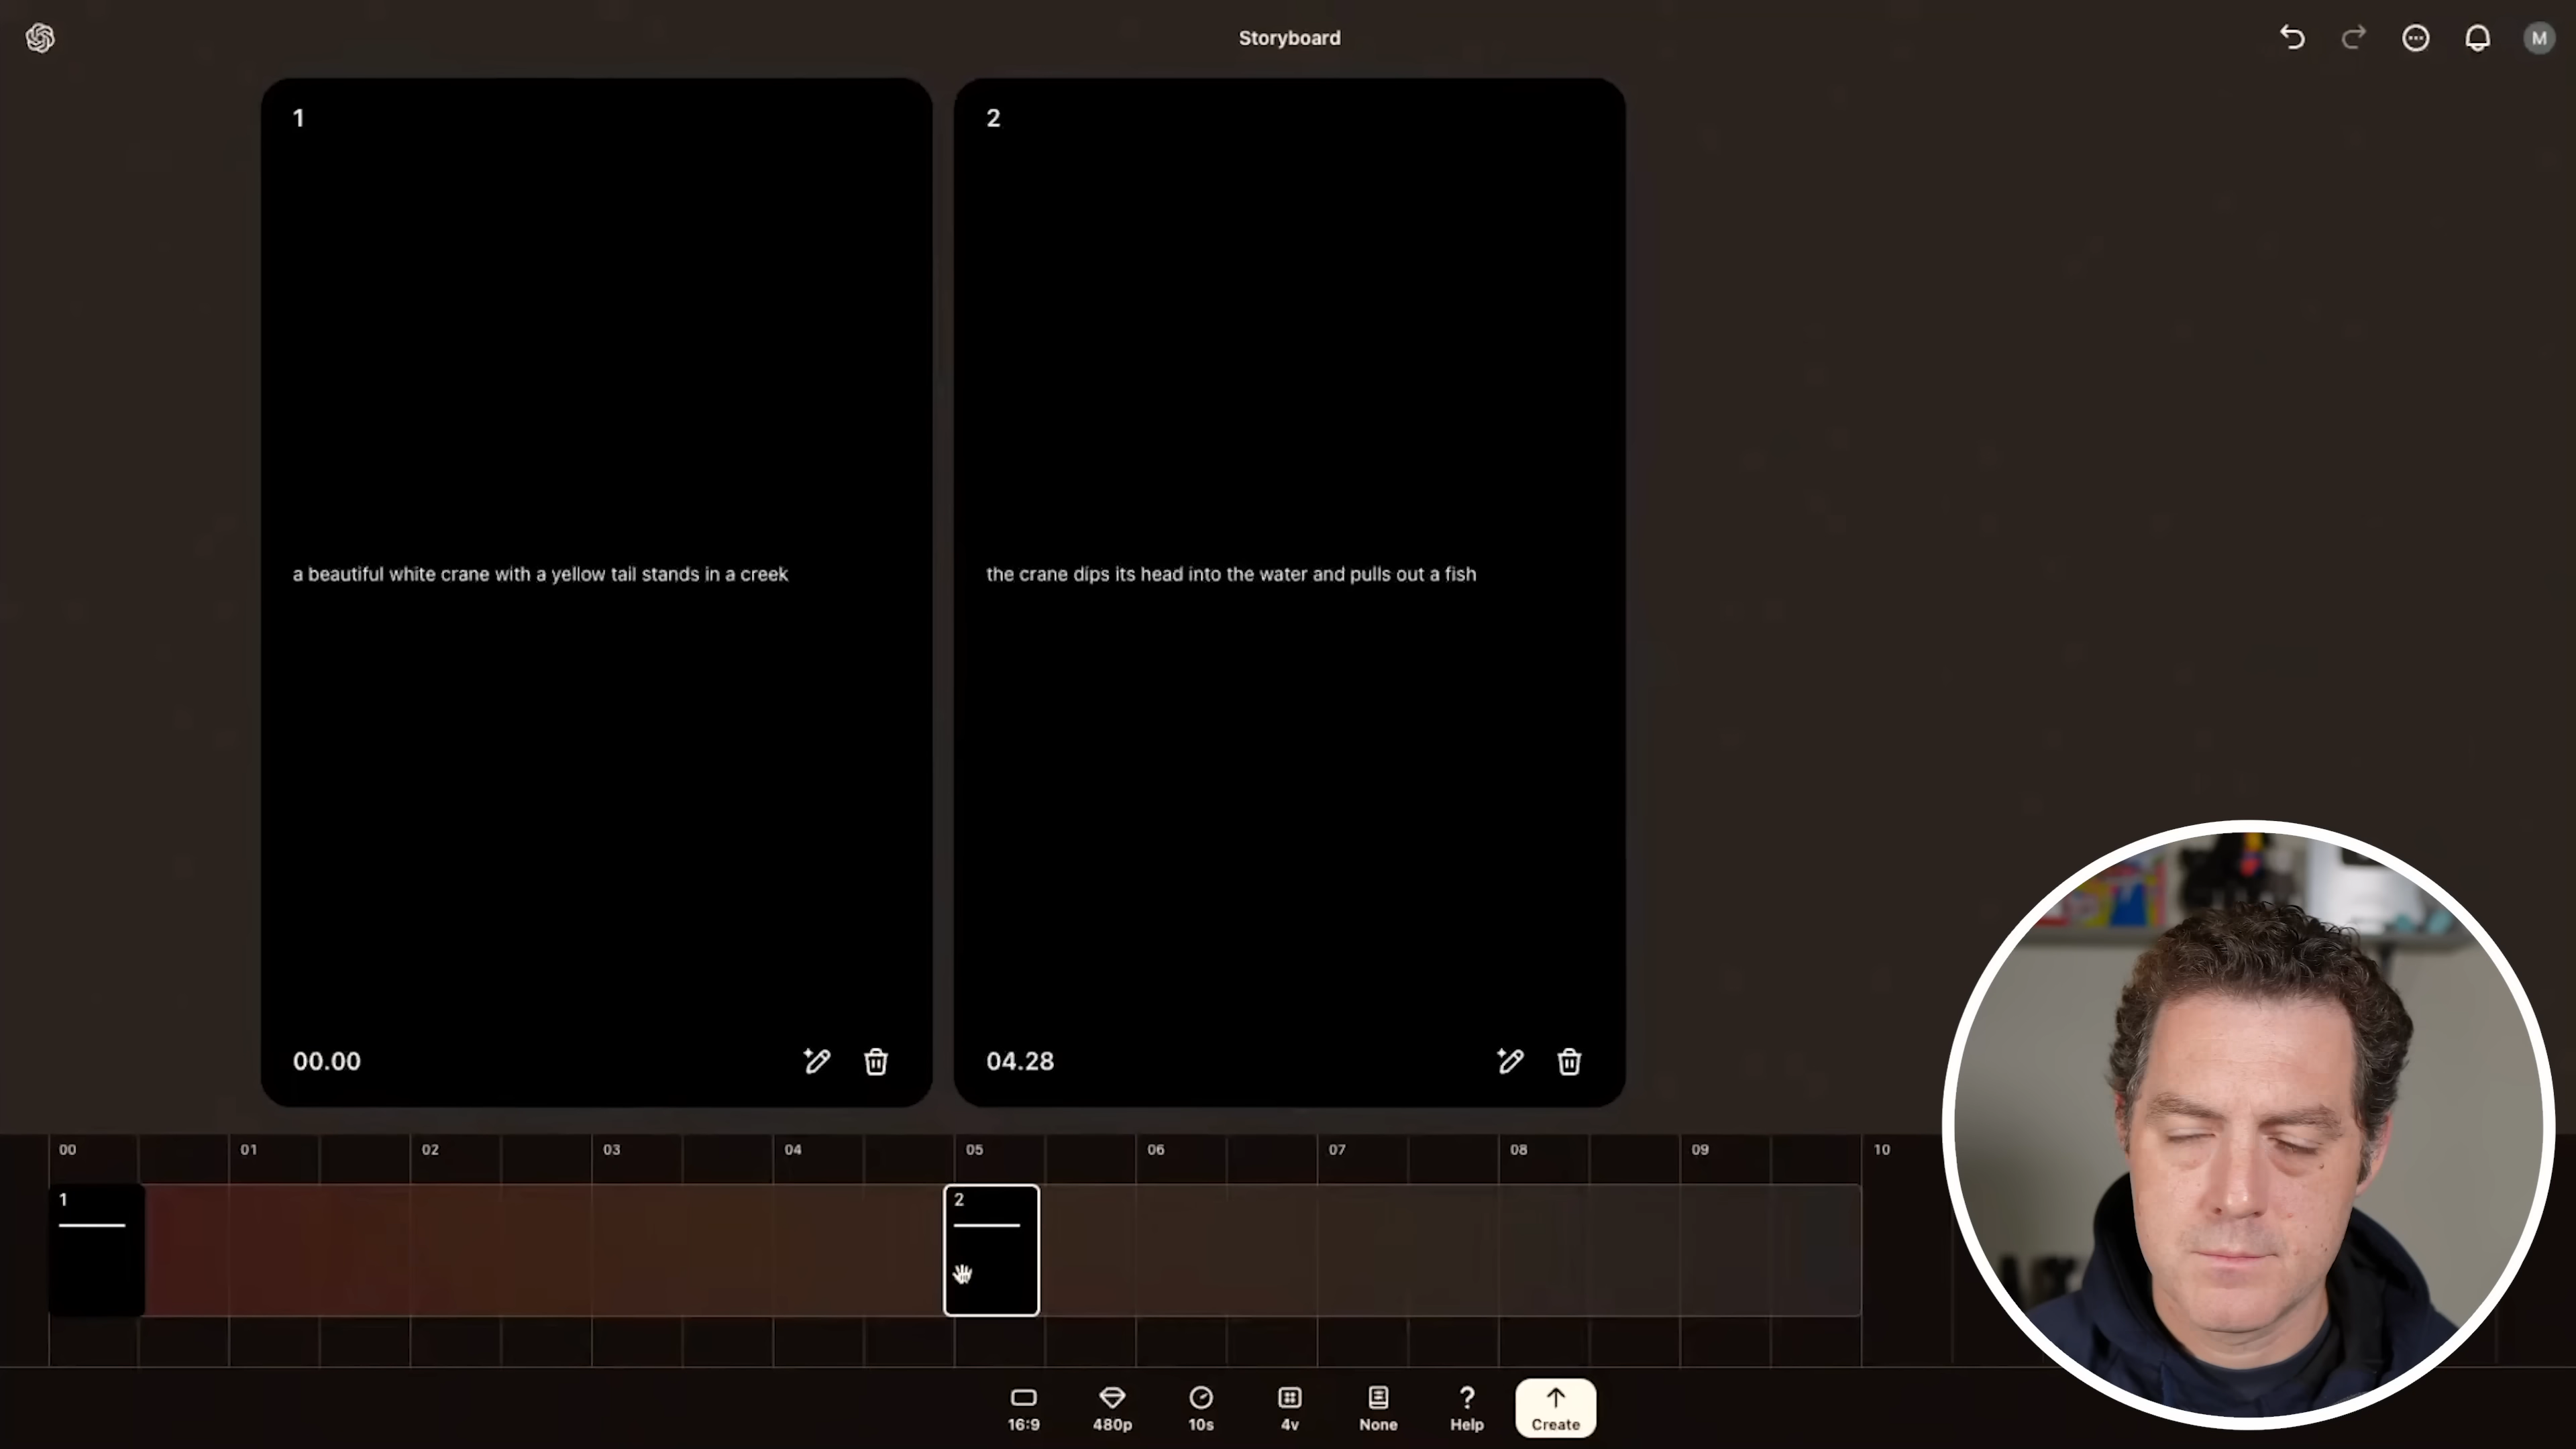 Storyboard
M
1
a beautiful white crane with a yellow tail stands in a creek
00.00
2
the crane dips its head into the water and pulls out a fish
04.28
00 01 02 03 04 05 06 07 08 09 10
1
2
16:9
480p
10s
4v
None
? Help
Create